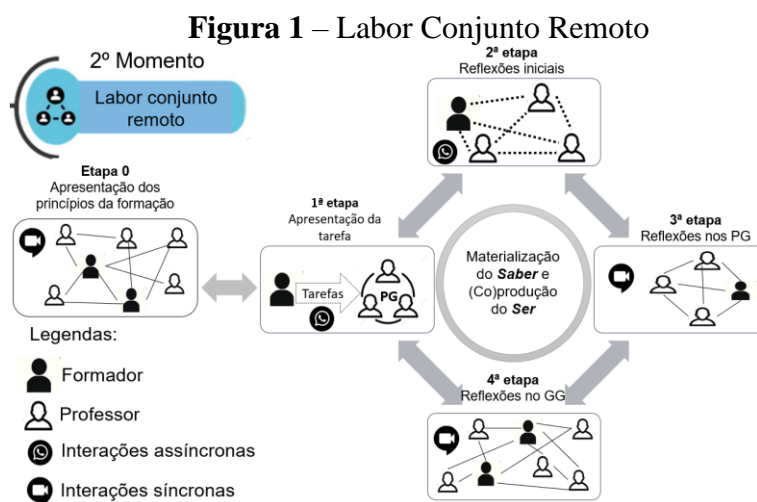 Figura 1 – Labor Conjunto Remoto
2º Momento
Labor conjunto
remoto
2ª etapa
Reflexões iniciais
Etapa 0
Apresentação dos
princípios da formação
1ª etapa
Apresentação da
tarefa
Tarefas
PG
Materialização
do Saber e
(Co)produção
do Ser
3ª etapa
Reflexões nos PG
4ª etapa
Reflexões no GG
Legendas:
Formador
Professor
Interações assíncronas
Interações síncronas